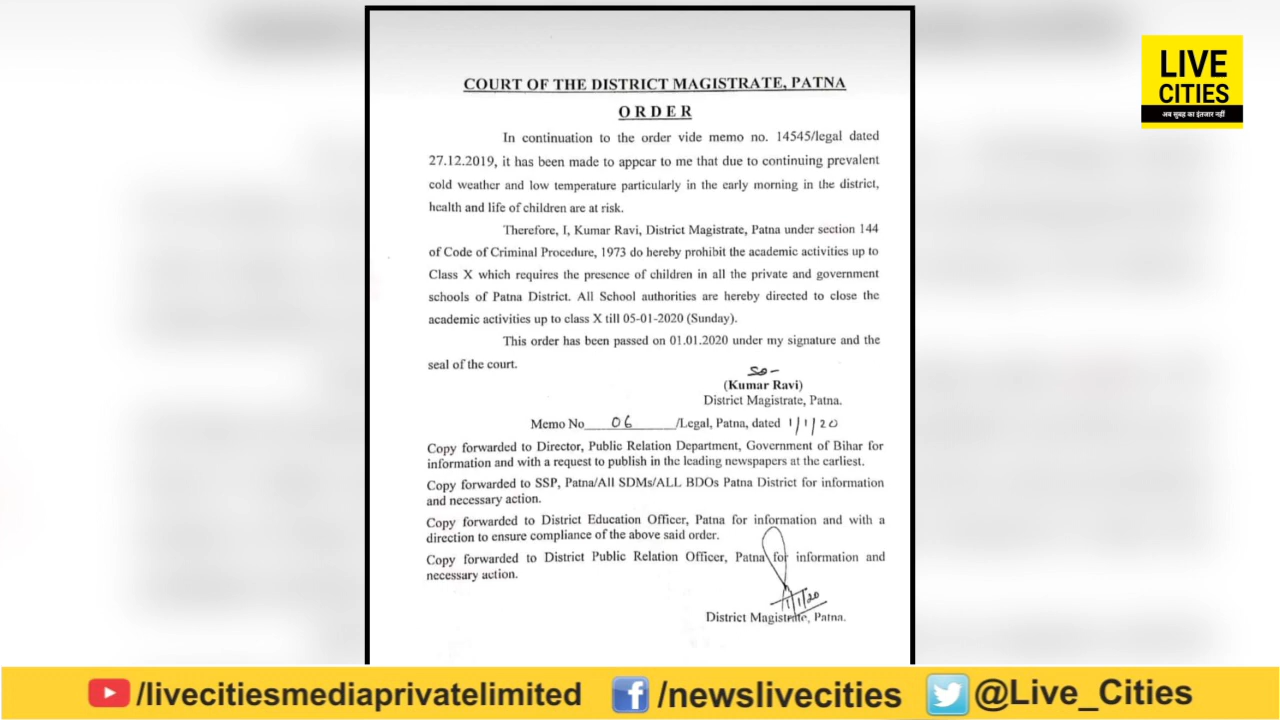 LIVE
CITIES
अब सुबह का इंतजार नहीं
COURT OF THE DISTRICT MAGISTRATE, PATNA
ORDER
In continuation to the order vide memo no. 14545/legal dated
27.12.2019, it has been made to appear to me that due to continuing prevalent
cold weather and low temperature particularly in the early morning in the district,
health and life of children are at risk.
Therefore, I, Kumar Ravi, District Magistrate, Patna under section 144
of Code of Criminal Procedure, 1973 do hereby prohibit the academic activities up to
Class X which requires the presence of children in all the private and government
schools of Patna District. All School authorities are hereby directed to close the
academic activities up to class X till 05-01-2020 (Sunday).
This order has been passed on 01.01.2020 under my signature and the
seal of the court.
Sd-
(Kumar Ravi)
District Magistrate, Patna.
Memo No 06 /Legal, Patna, dated 1/1/20
Copy forwarded to Director, Public Relation Department, Government of Bihar for
information and with a request to publish in the leading newspapers at the earliest.
Copy forwarded to SSP, Patna/All SDMs/ALL BDOs Patna District for information
and necessary action.
Copy forwarded to District Education Officer, Patna for information and with a
direction to ensure compliance of the above said order.
Copy forwarded to District Public Relation Officer, Patna for information and
necessary action.
1/1/20
District Magistrate, Patna.
/livecitiesmediaprivatelimited
/newslivecities
@Live_Cities